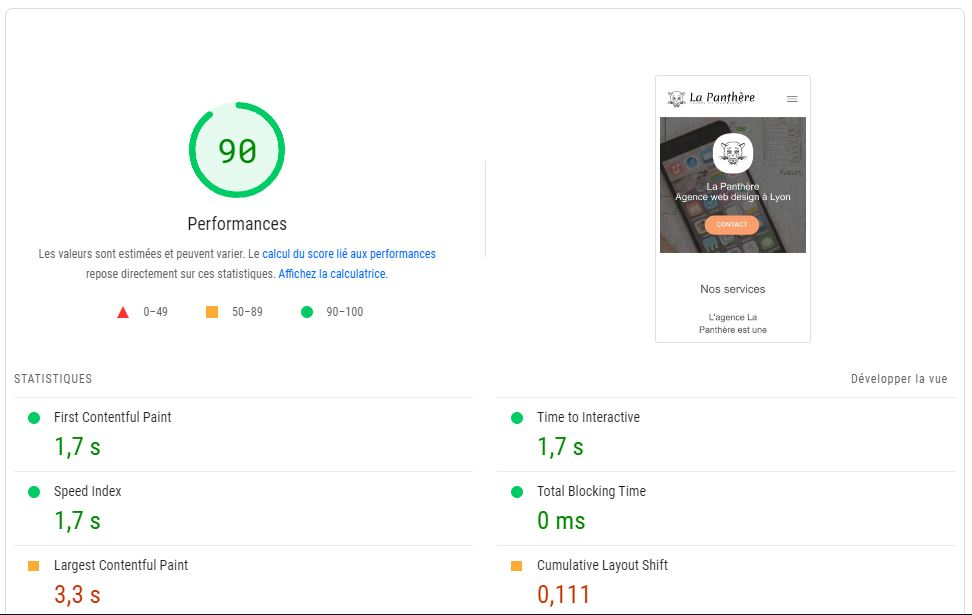 90
Performances
Les valeurs sont estimées et peuvent varier. Le calcul du score lié aux performances
repose directement sur ces statistiques. Affichez la calculatrice.
0–49
50–89
90–100
La Panthère
La Panthère
Agence web design à Lyon
CONTACT
Nos services
L'agence La
Panthère est une
STATISTIQUES
Développer la vue
First Contentful Paint
1,7 s
Time to Interactive
1,7 s
Speed Index
1,7 s
Total Blocking Time
0 ms
Largest Contentful Paint
3,3 s
Cumulative Layout Shift
0,111